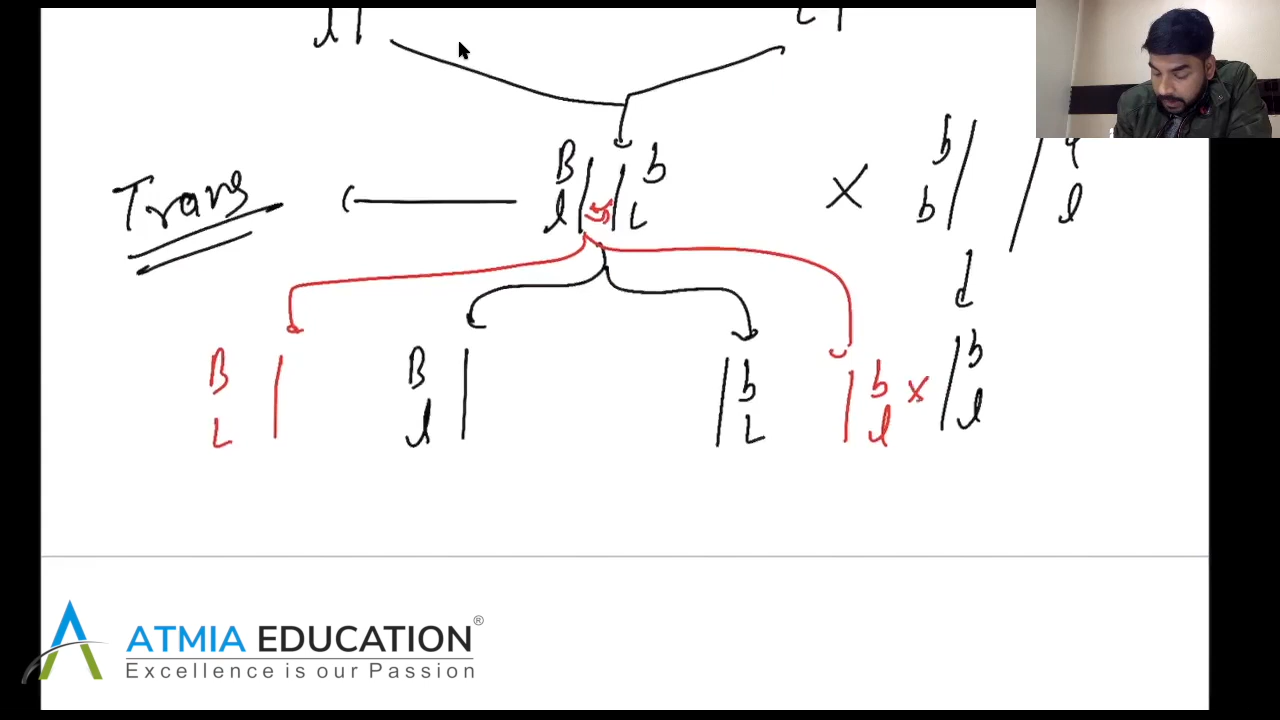 l
Trans
B b
l L
X
b
b l
B B b b x b
L l L l l
ATMIA EDUCATION®
Excellence is our Passion